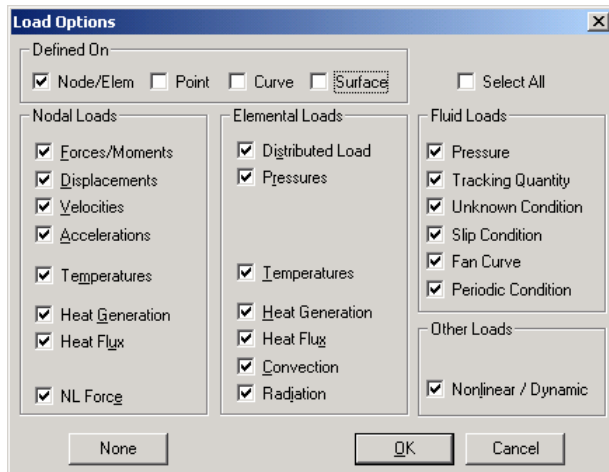 Load Options
Defined On
Node/Elem Point Curve Surface
Select All
Nodal Loads
Forces/Moments
Displacements
Velocities
Accelerations
Temperatures
Heat Generation
Heat Flux
NL Force
Elemental Loads
Distributed Load
Pressures
Temperatures
Heat Generation
Heat Flux
Convection
Radiation
Fluid Loads
Pressure
Tracking Quantity
Unknown Condition
Slip Condition
Fan Curve
Periodic Condition
Other Loads
Nonlinear / Dynamic
None
OK
Cancel